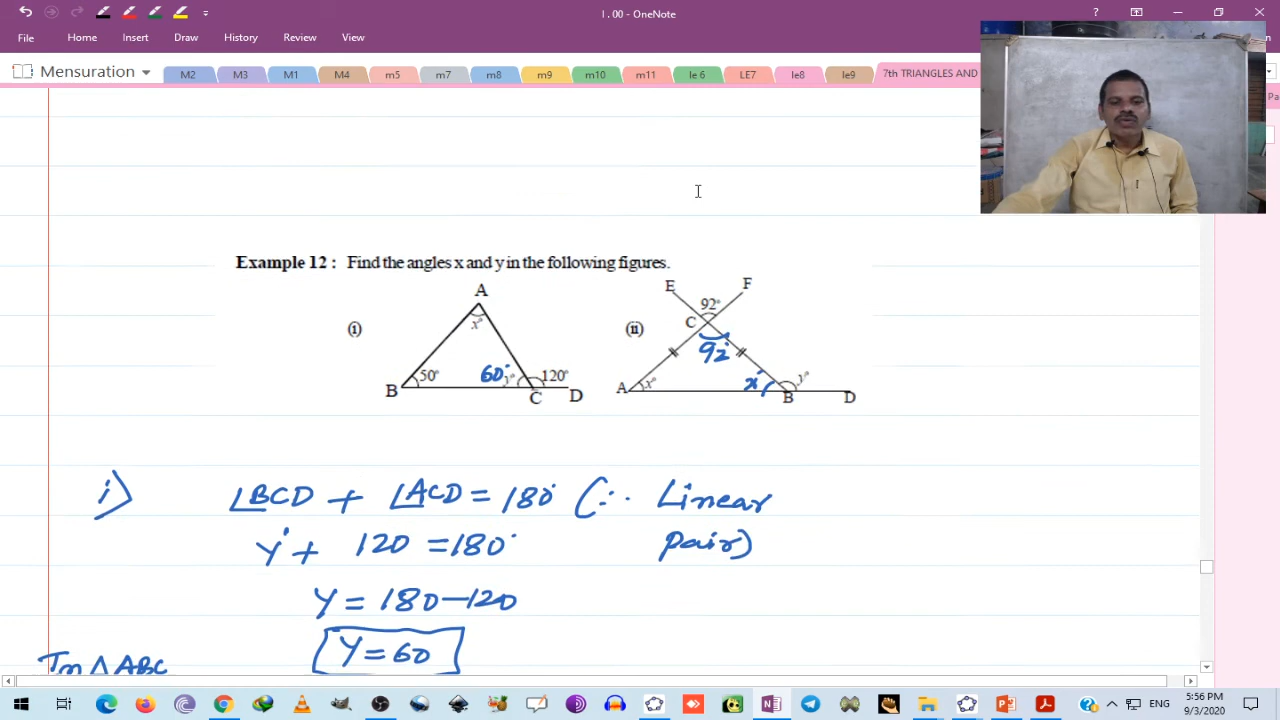 1.00 - OneNote
File Home Insert Draw History Review View
Mensuration M2 M3 M1 M4 m5 m7 m8 m9 m10 m11 le 6 LE7 le8 le9 7th TRIANGLES AND
Pa
Example 12 : Find the angles x and y in the following figures.
(i)
A
x°
B
50°
60°
y°
120°
C
D
(ii)
E
F
92°
C
92°
A
x°
x°
y°
B
D
i) ∠BCD + ∠ACD = 180° (∵ Linear
y° + 120 = 180° pair)
Y = 180 - 120
Y = 60
In △ ABC
ENG
5:56 PM
9/3/2020